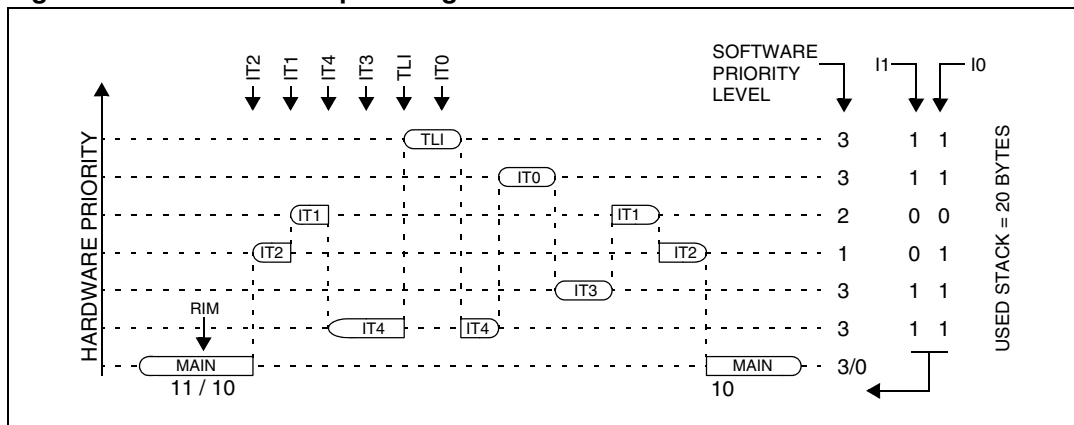 IT2
IT1
IT4
IT3
TLI
IT0
SOFTWARE
PRIORITY
LEVEL
I1
I0
HARDWARE PRIORITY
TLI
3
1 1
IT0
3
1 1
IT1
IT1
2
0 0
IT2
IT2
1
0 1
IT3
3
1 1
RIM
IT4
IT4
3
1 1
MAIN
MAIN
3/0
11 / 10
10
USED STACK = 20 BYTES